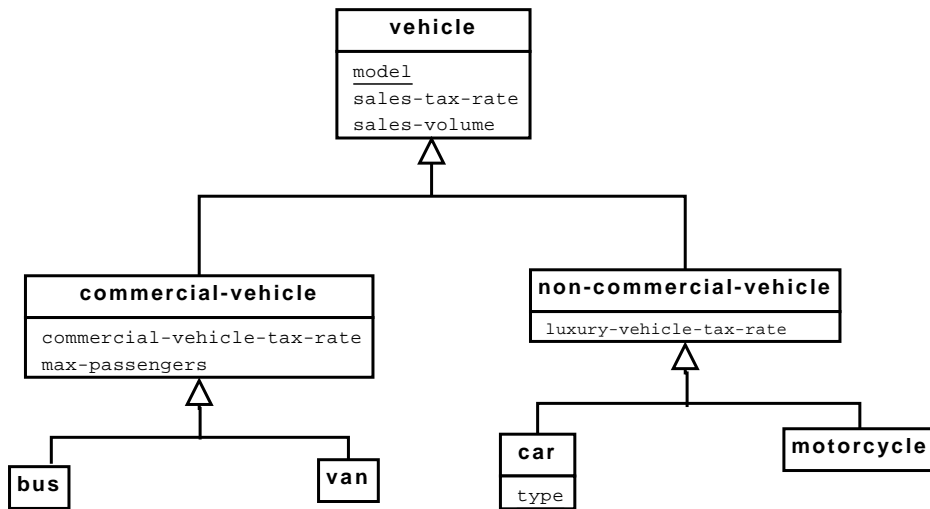 vehicle
model
sales-tax-rate
sales-volume
commercial-vehicle
commercial-vehicle-tax-rate
max-passengers
non-commercial-vehicle
luxury-vehicle-tax-rate
bus
van
car
type
motorcycle